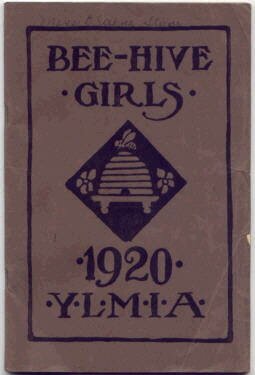 BEE-HIVE
· GIRLS ·
· 1920 ·
· Y · L · M · I · A ·